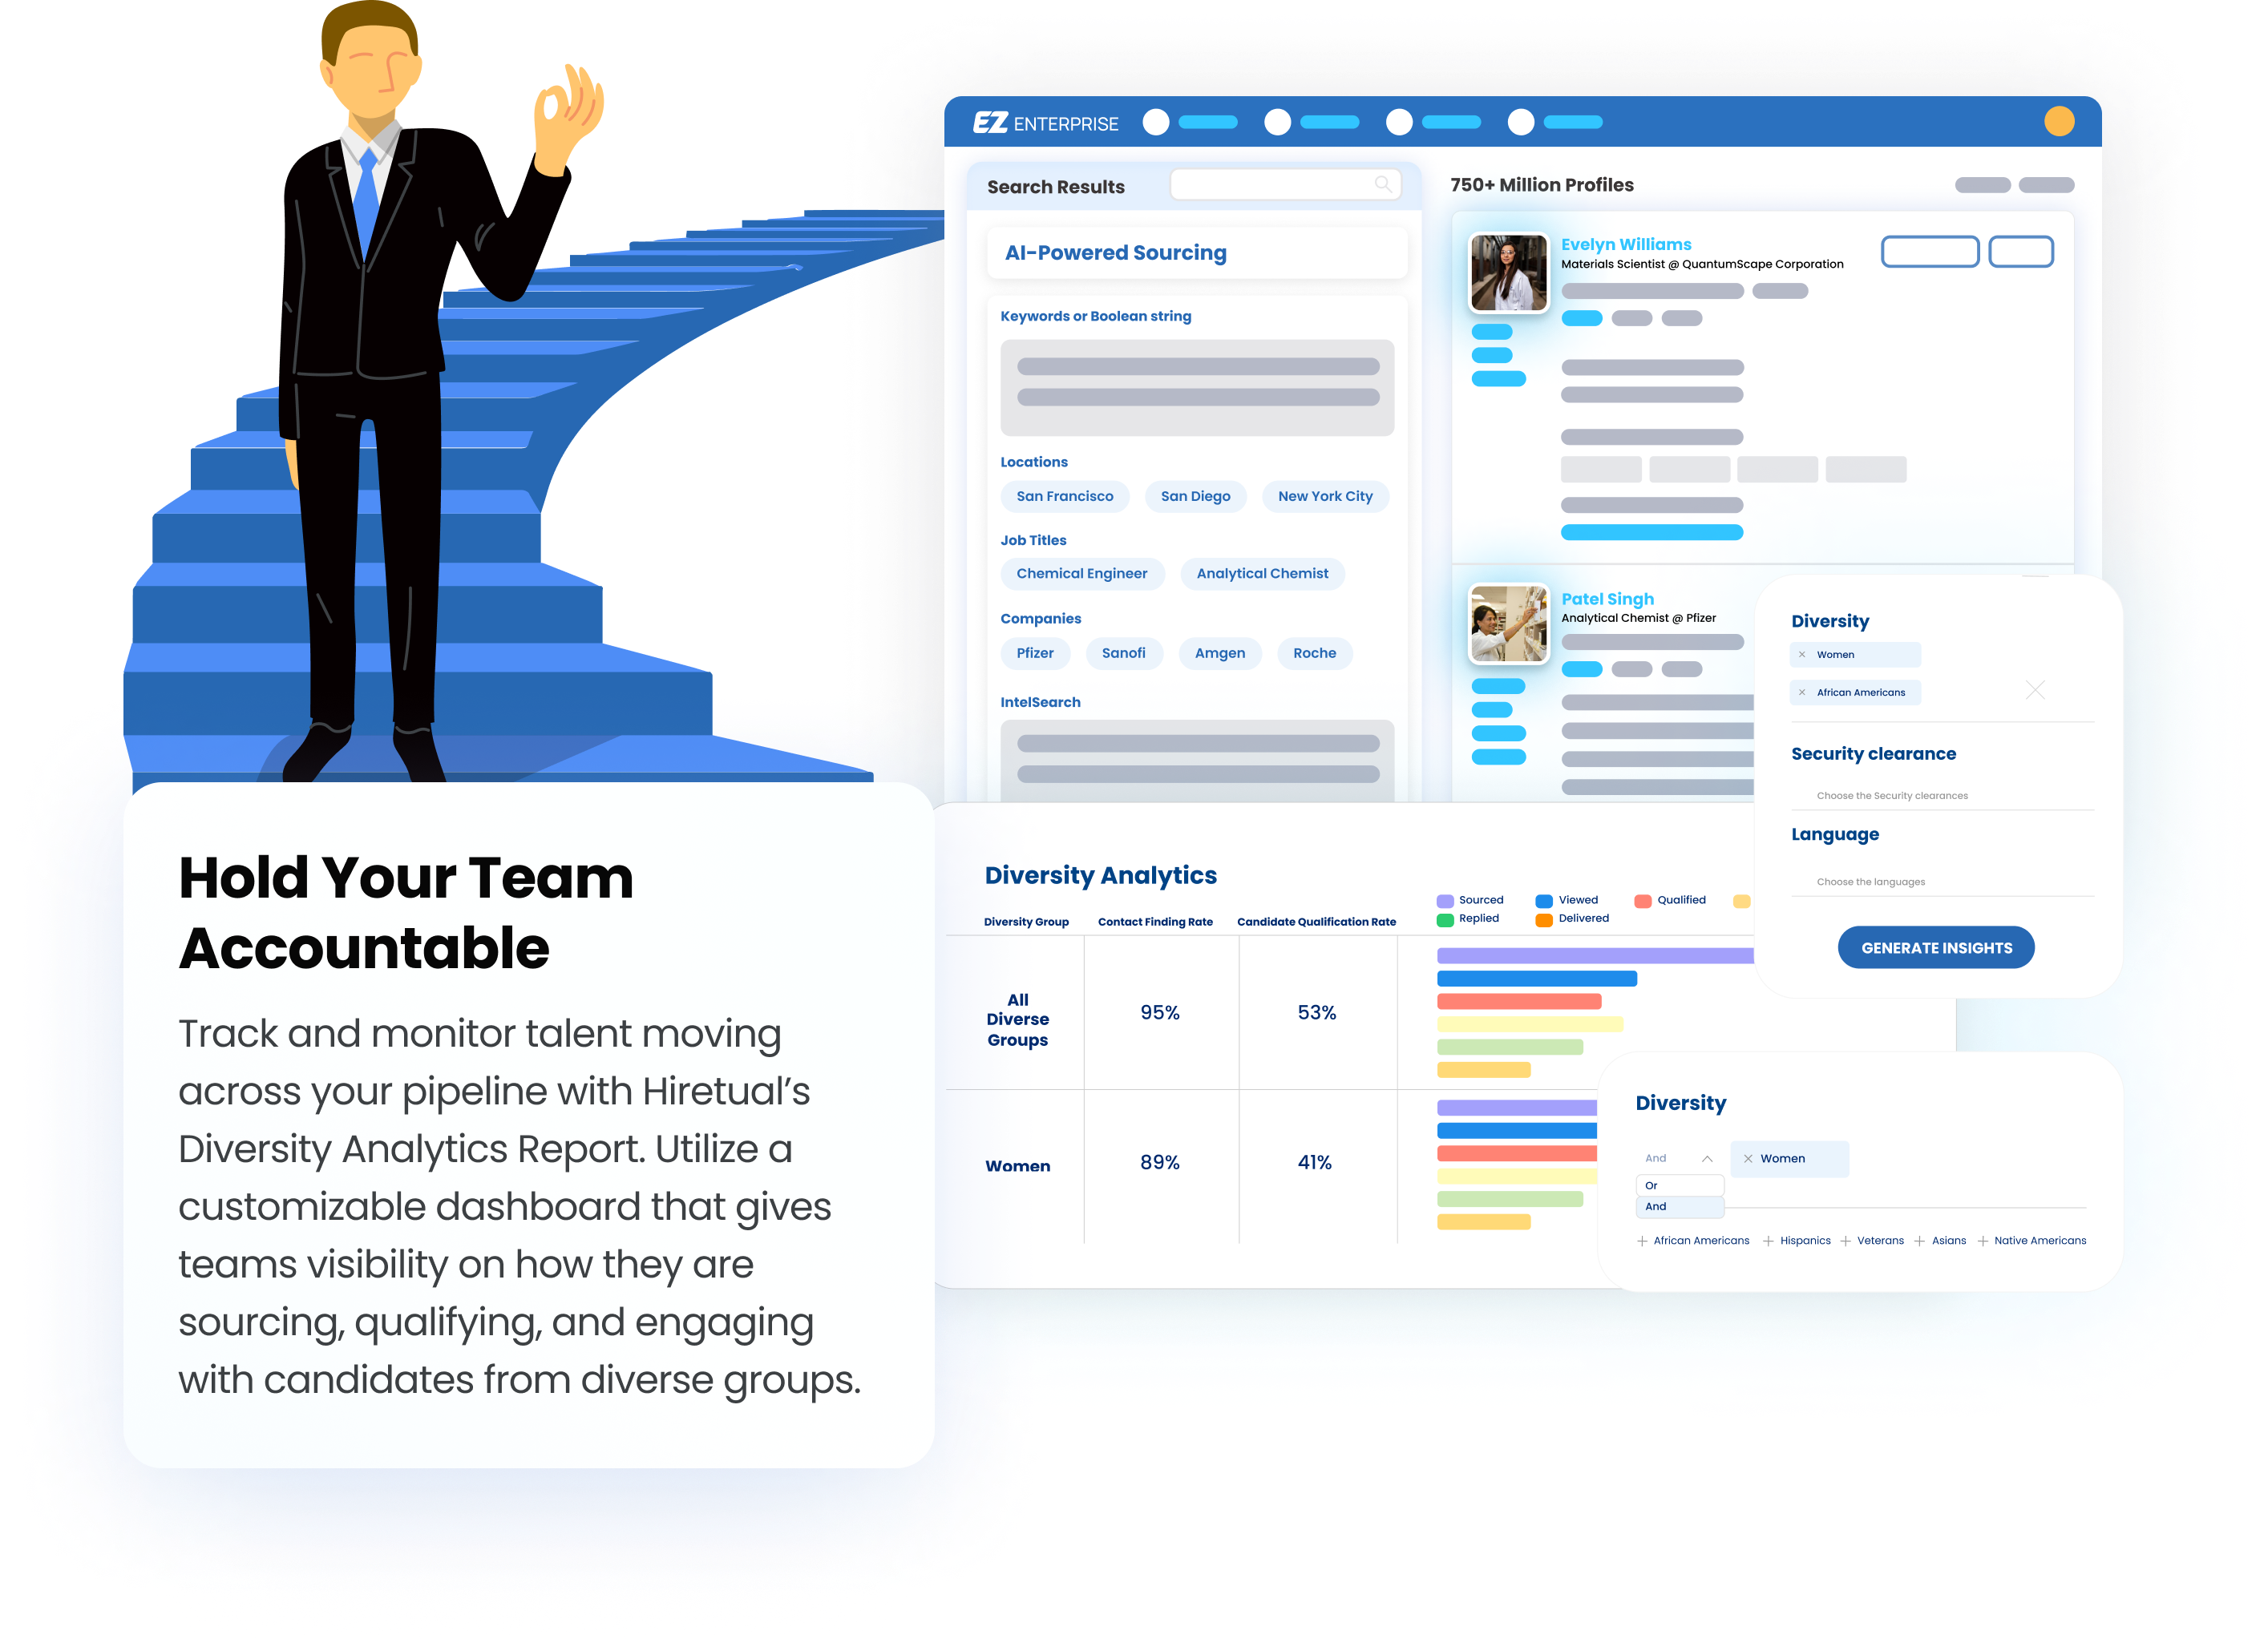 EZ ENTERPRISE
Search Results
AI-Powered Sourcing
Keywords or Boolean string
Locations
San Francisco
San Diego
New York City
Job Titles
Chemical Engineer
Analytical Chemist
Companies
Pfizer
Sanofi
Amgen
Roche
IntelSearch
750+ Million Profiles
Evelyn Williams
Materials Scientist @ QuantumScape Corporation
Patel Singh
Analytical Chemist @ Pfizer
Diversity
× Women
× African Americans
Security clearance
Choose the Security clearances
Language
Choose the languages
GENERATE INSIGHTS
Hold Your Team
Accountable
Track and monitor talent moving
across your pipeline with Hiretual’s
Diversity Analytics Report. Utilize a
customizable dashboard that gives
teams visibility on how they are
sourcing, qualifying, and engaging
with candidates from diverse groups.
Diversity Analytics
Diversity Group
Contact Finding Rate
Candidate Qualification Rate
Sourced
Viewed
Qualified
Replied
Delivered
All
Diverse
Groups
95%
53%
Women
89%
41%
Diversity
And
× Women
Or
And
+ African Americans + Hispanics + Veterans + Asians + Native Americans